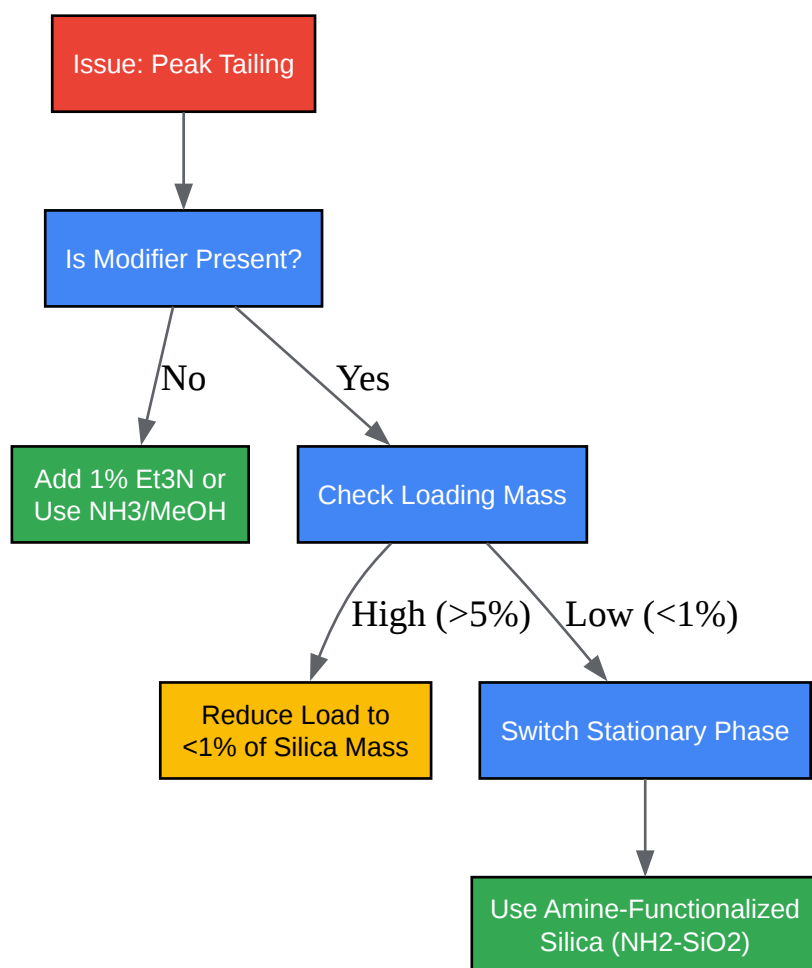 Issue: Peak Tailing
Is Modifier Present?
No
Yes
Add 1% Et3N or
Use NH3/MeOH
Check Loading Mass
High (>5%)
Low (<1%)
Reduce Load to
<1% of Silica Mass
Switch Stationary Phase
Use Amine-Functionalized
Silica (NH2-SiO2)